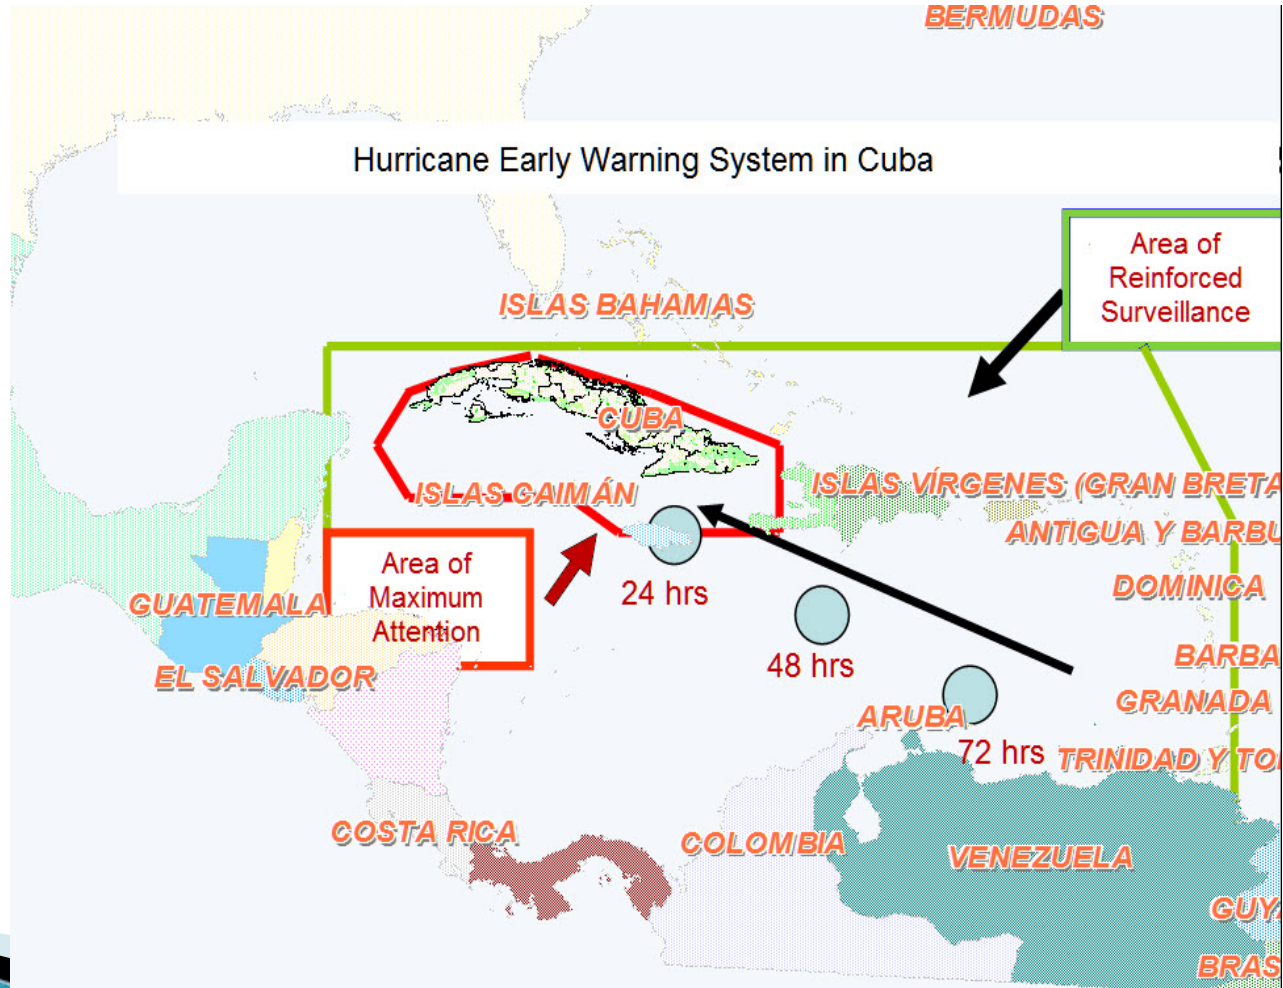 BERMUDAS
Hurricane Early Warning System in Cuba
Area of
Reinforced
Surveillance
ISLAS BAHAMAS
CUBA
ISLAS CAIMÁN
ISLAS VÍRGENES (GRAN BRETA
ANTIGUA Y BARBU
Area of
Maximum
Attention
24 hrs
DOMINICA
GUATEMALA
48 hrs
BARBA
EL SALVADOR
GRANADA
ARUBA
72 hrs
TRINIDAD Y TO
COSTA RICA
COLOMBIA
VENEZUELA
GUY
BRAS